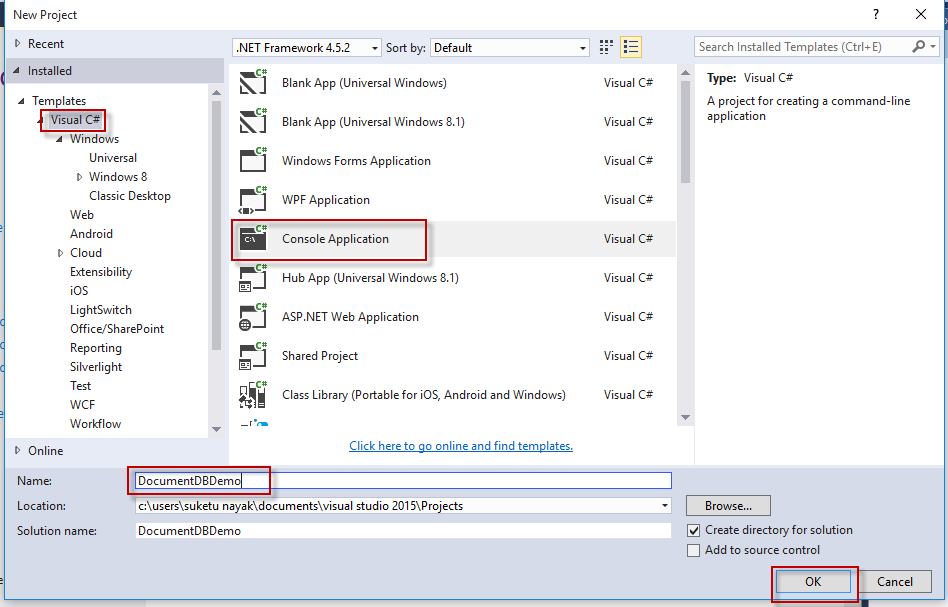 New Project
?
Recent
Installed
Templates
Visual C#
Windows
Universal
Windows 8
Classic Desktop
Web
Android
Cloud
Extensibility
iOS
LightSwitch
Office/SharePoint
Reporting
Silverlight
Test
WCF
Workflow
Online
.NET Framework 4.5.2 Sort by: Default
Blank App (Universal Windows) Visual C#
Blank App (Universal Windows 8.1) Visual C#
Windows Forms Application Visual C#
WPF Application Visual C#
Console Application Visual C#
Hub App (Universal Windows 8.1) Visual C#
ASP.NET Web Application Visual C#
Shared Project Visual C#
Class Library (Portable for iOS, Android and Windows) Visual C#
Click here to go online and find templates.
Search Installed Templates (Ctrl+E)
Type: Visual C#
A project for creating a command-line
application
Name: DocumentDBDemo
Location: c:\users\suketu nayak\documents\visual studio 2015\Projects
Browse...
Solution name: DocumentDBDemo
Create directory for solution
Add to source control
OK
Cancel